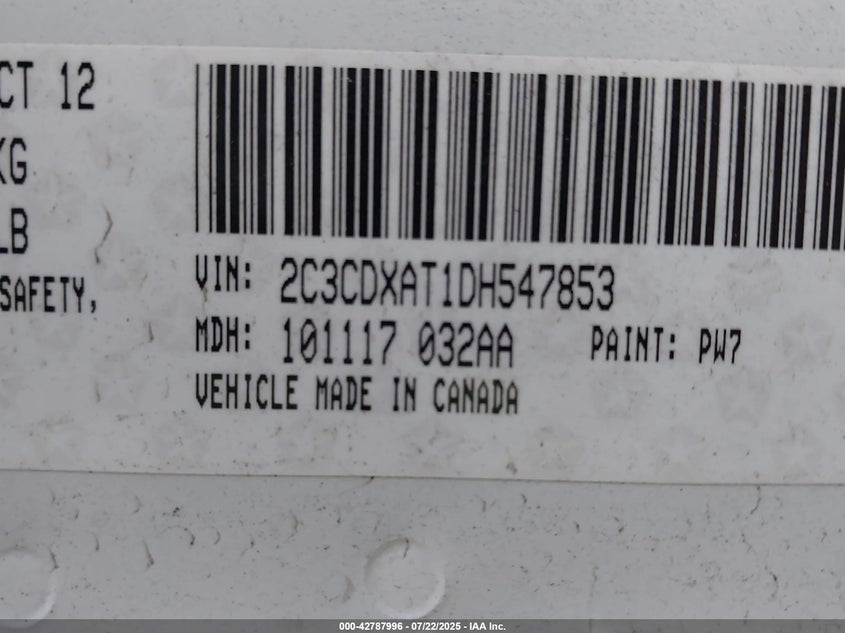 CT 12
KG
LB
SAFETY,
VIN: 2C3CDXAT1DH547853
MDH: 101117 032AA PAINT: PW7
VEHICLE MADE IN CANADA
000-42787996 - 07/22/2025 - IAA Inc.